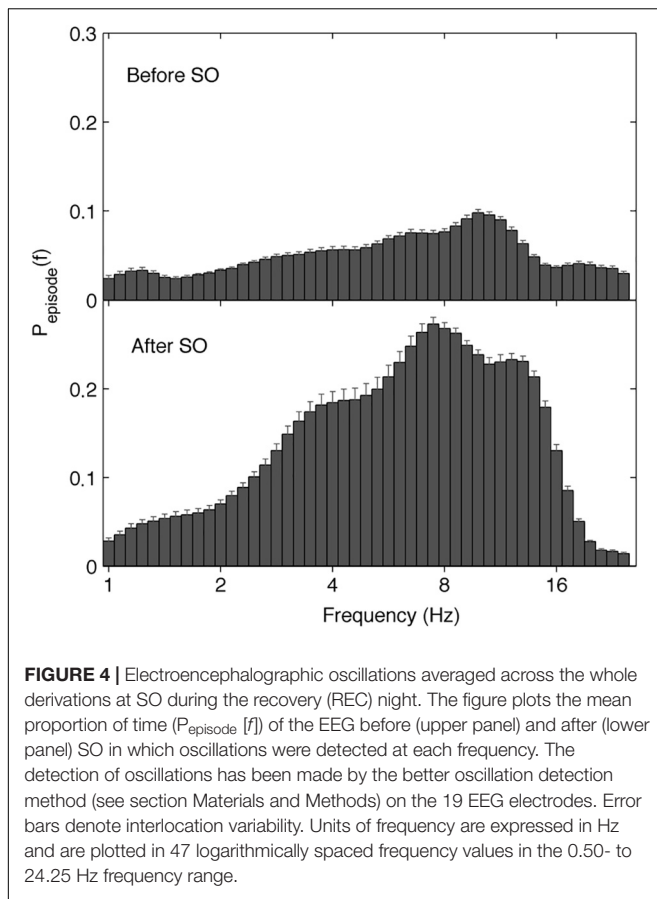 0.3
Before SO
0.2
0.1
0
P_episode(f)
After SO
0.2
0.1
0
1 2 4 8 16
Frequency (Hz)
FIGURE 4 | Electroencephalographic oscillations averaged across the whole
derivations at SO during the recovery (REC) night. The figure plots the mean
proportion of time (P_episode [f]) of the EEG before (upper panel) and after (lower
panel) SO in which oscillations were detected at each frequency. The
detection of oscillations has been made by the better oscillation detection
method (see section Materials and Methods) on the 19 EEG electrodes. Error
bars denote interlocation variability. Units of frequency are expressed in Hz
and are plotted in 47 logarithmically spaced frequency values in the 0.50- to
24.25 Hz frequency range.